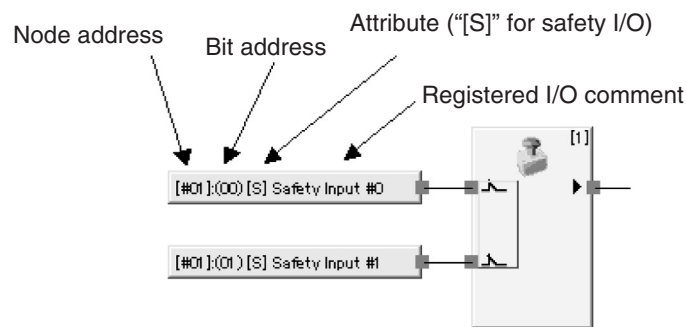 Node address
Bit address
Attribute (“[S]” for safety I/O)
Registered I/O comment
[1]
[#01]:(00) [S] Safety Input #0
[#01]:(01) [S] Safety Input #1